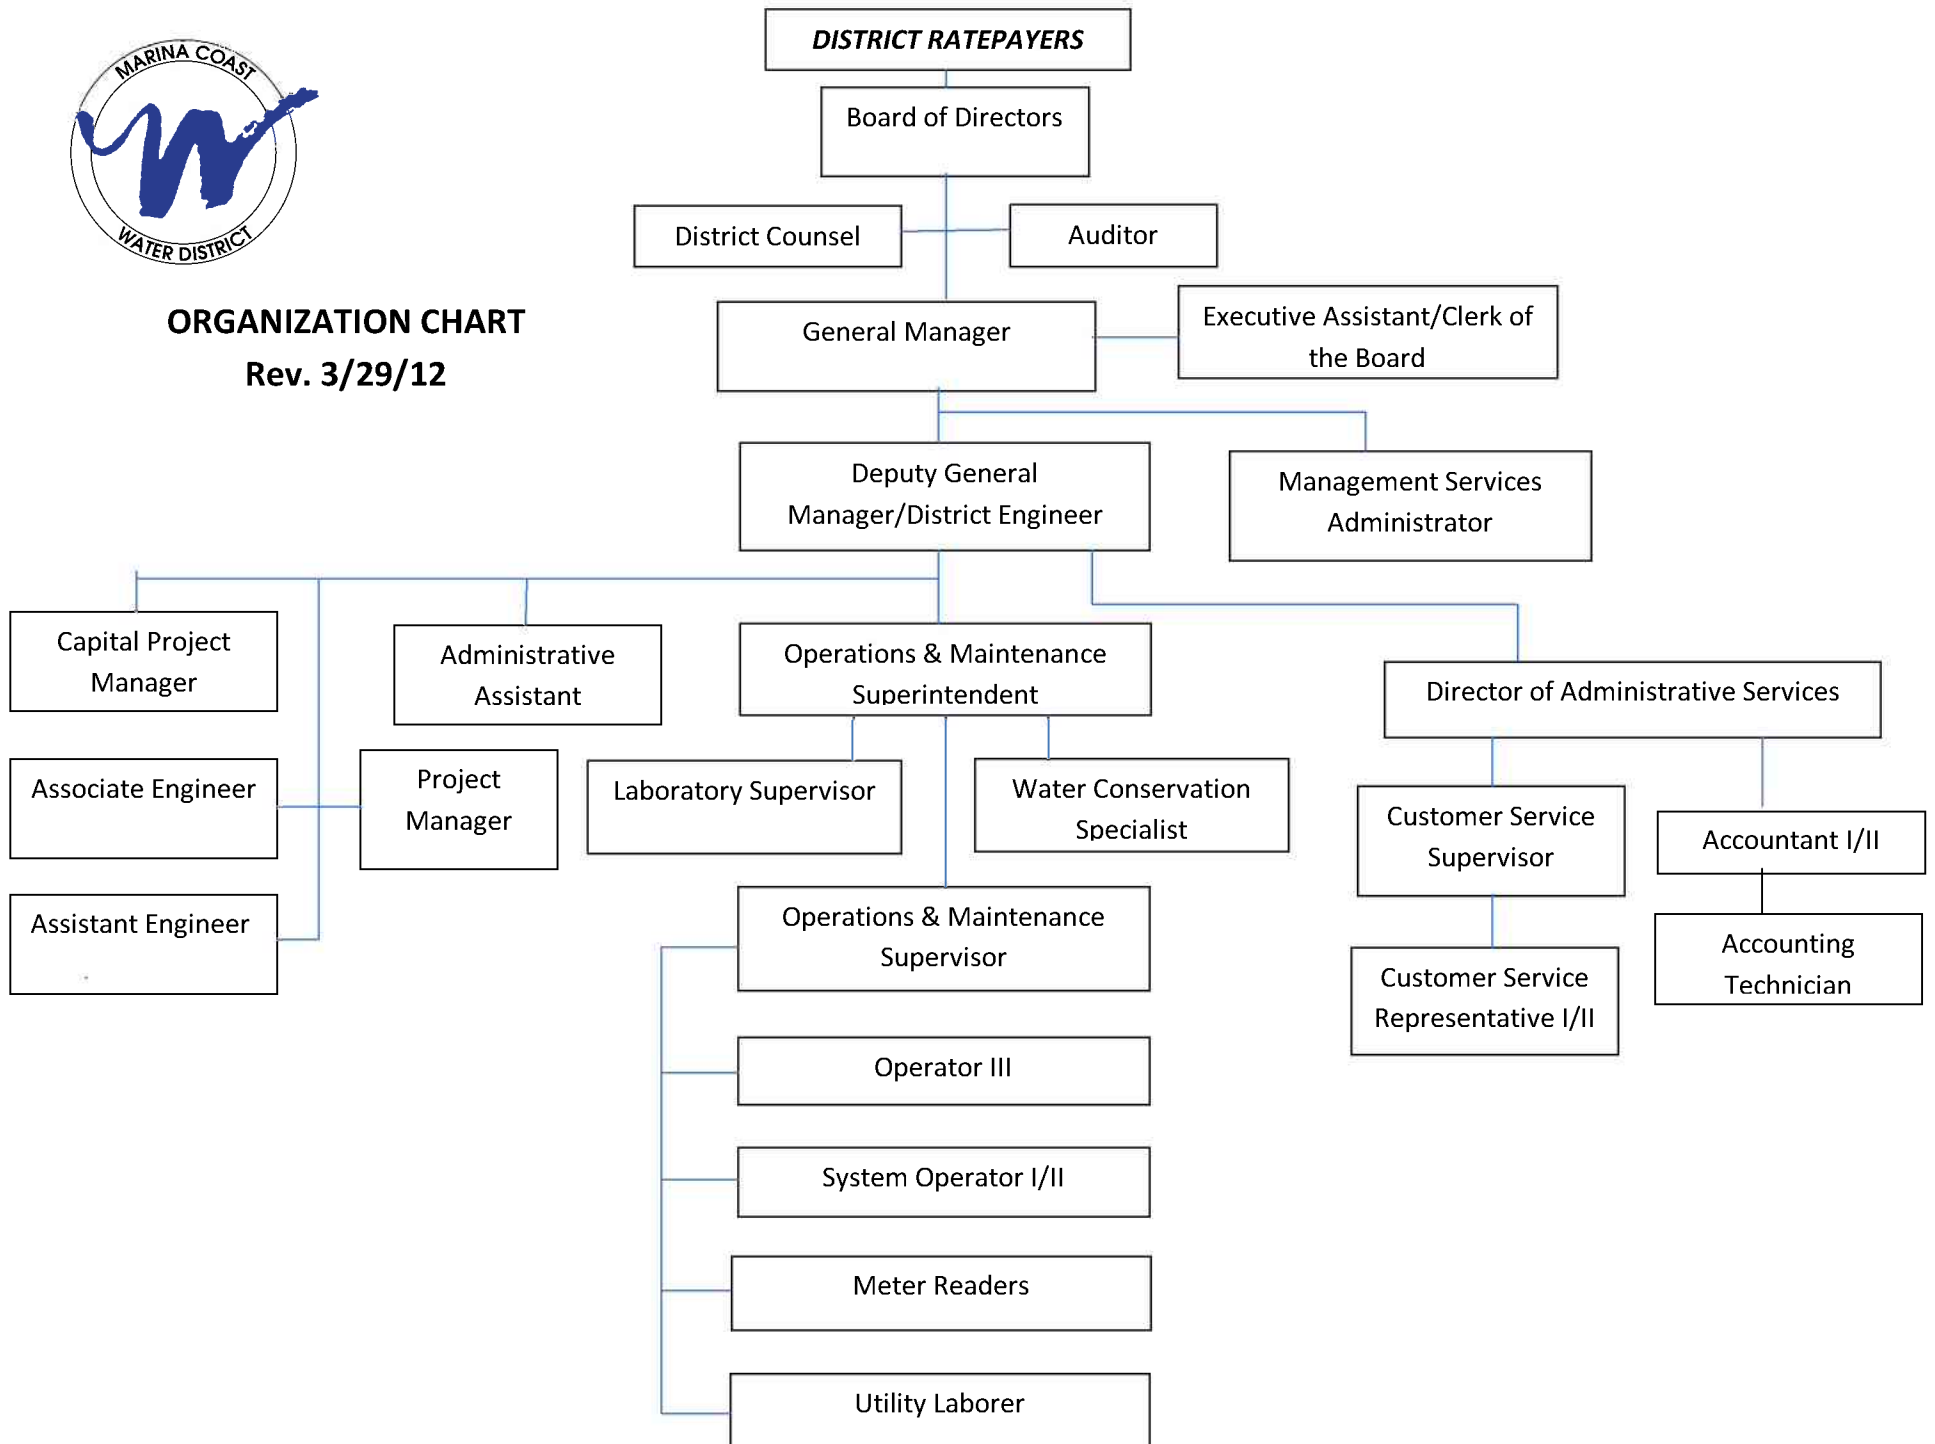 MARINA COAST
WATER DISTRICT
ORGANIZATION CHART
Rev. 3/29/12
DISTRICT RATEPAYERS
Board of Directors
District Counsel
Auditor
General Manager
Executive Assistant/Clerk of
the Board
Deputy General
Manager/District Engineer
Management Services
Administrator
Capital Project
Manager
Administrative
Assistant
Operations & Maintenance
Superintendent
Director of Administrative Services
Associate Engineer
Project
Manager
Laboratory Supervisor
Water Conservation
Specialist
Customer Service
Supervisor
Accountant I/II
Assistant Engineer
Operations & Maintenance
Supervisor
Customer Service
Representative I/II
Accounting
Technician
Operator III
System Operator I/II
Meter Readers
Utility Laborer